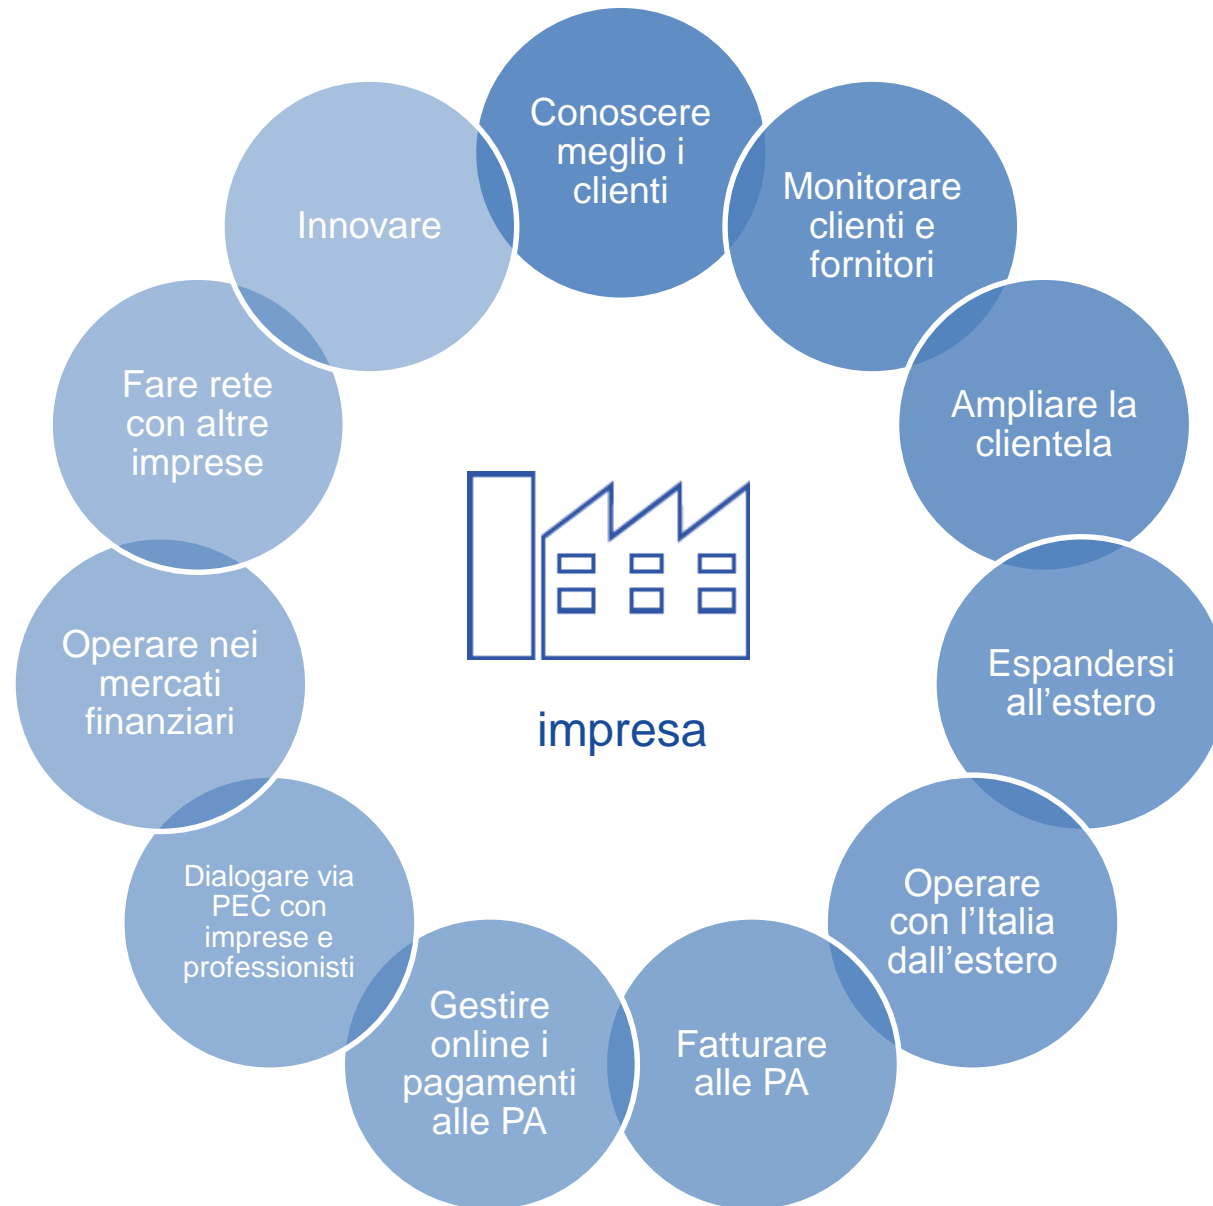 Conoscere
meglio i
clienti
Monitorare
clienti e
fornitori
Ampliare la
clientela
Espandersi
all’estero
Operare
con l’Italia
dall’estero
Fatturare
alle PA
Gestire
online i
pagamenti
alle PA
Dialogare via
PEC con
imprese e
professionisti
Operare nei
mercati
finanziari
Fare rete
con altre
imprese
Innovare
impresa